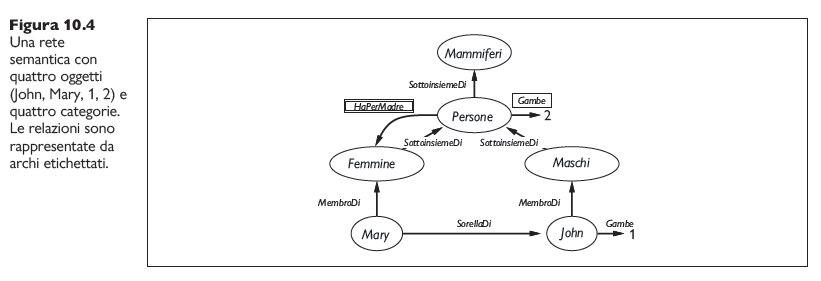 Figura 10.4
Una rete
semantica con
quattro oggetti
(John, Mary, 1, 2) e
quattro categorie.
Le relazioni sono
rappresentate da
archi etichettati.
Mammiferi
SottoinsiemeDi
HaPerMadre
Persone
Gambe
2
SottoinsiemeDi
SottoinsiemeDi
Femmine
Maschi
MembroDi
MembroDi
Mary
SorellaDi
John
Gambe
1